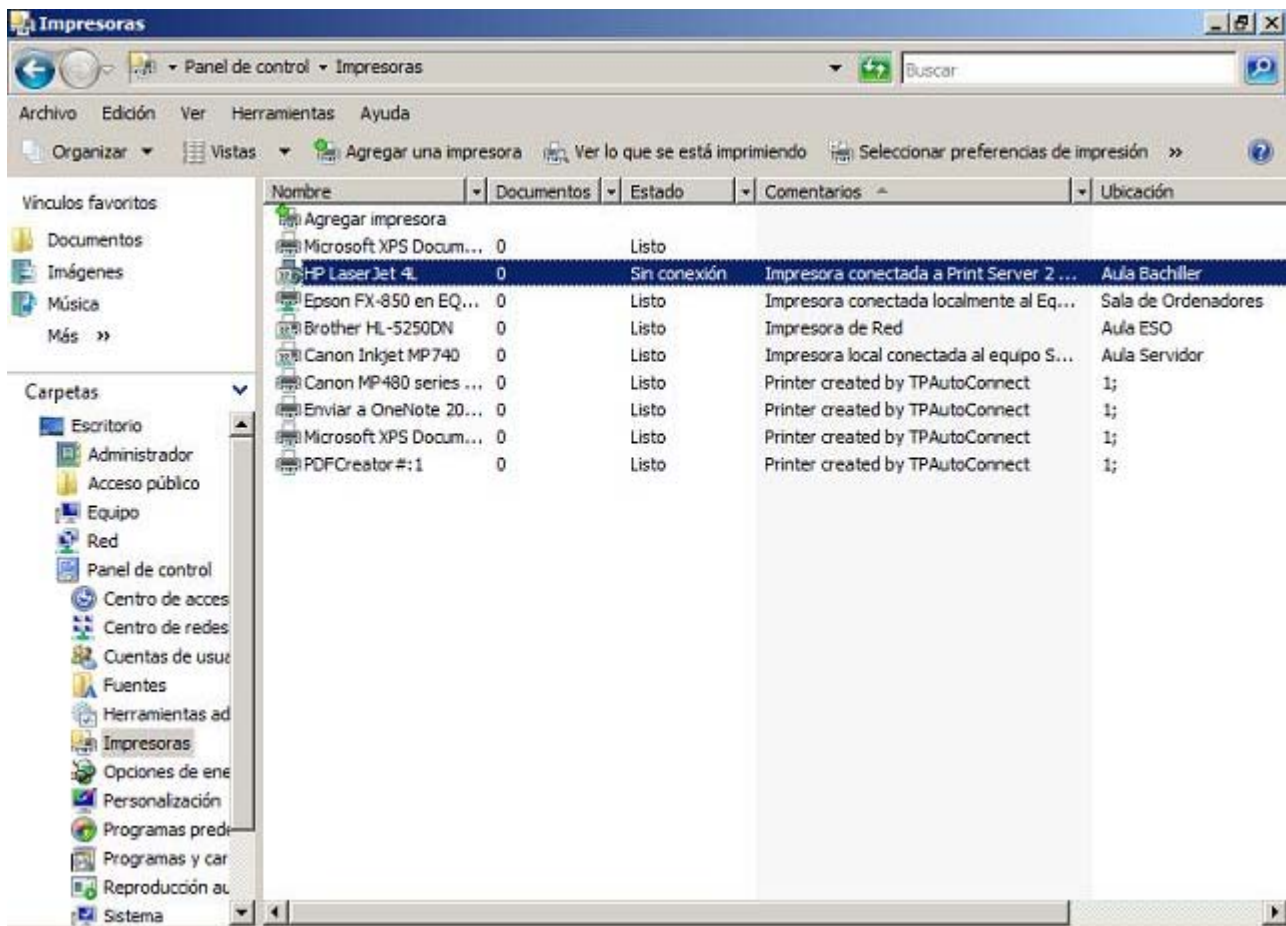 Impresoras
Panel de control Impresoras Buscar
Archivo Edición Ver Herramientas Ayuda
Organizar Vistas Agregar una impresora Ver lo que se está imprimiendo Seleccionar preferencias de impresión »
Vínculos favoritos
Documentos
Imágenes
Música
Más »
Carpetas
Escritorio
Administrador
Acceso público
Equipo
Red
Panel de control
Centro de acces
Centro de redes
Cuentas de usua
Fuentes
Herramientas ad
Impresoras
Opciones de ene
Personalización
Programas prede
Programas y car
Reproducción au
Sistema
Nombre Documentos Estado Comentarios Ubicación
Agregar impresora
Microsoft XPS Docum... 0 Listo
HP LaserJet 4L 0 Sin conexión Impresora conectada a Print Server 2 ... Aula Bachiller
Epson FX-850 en EQ... 0 Listo Impresora conectada localmente al Eq... Sala de Ordenadores
Brother HL-5250DN 0 Listo Impresora de Red Aula ESO
Canon Inkjet MP740 0 Listo Impresora local conectada al equipo S... Aula Servidor
Canon MP480 series ... 0 Listo Printer created by TPAutoConnect 1;
Enviar a OneNote 20... 0 Listo Printer created by TPAutoConnect 1;
Microsoft XPS Docum... 0 Listo Printer created by TPAutoConnect 1;
PDFCreator#:1 0 Listo Printer created by TPAutoConnect 1;